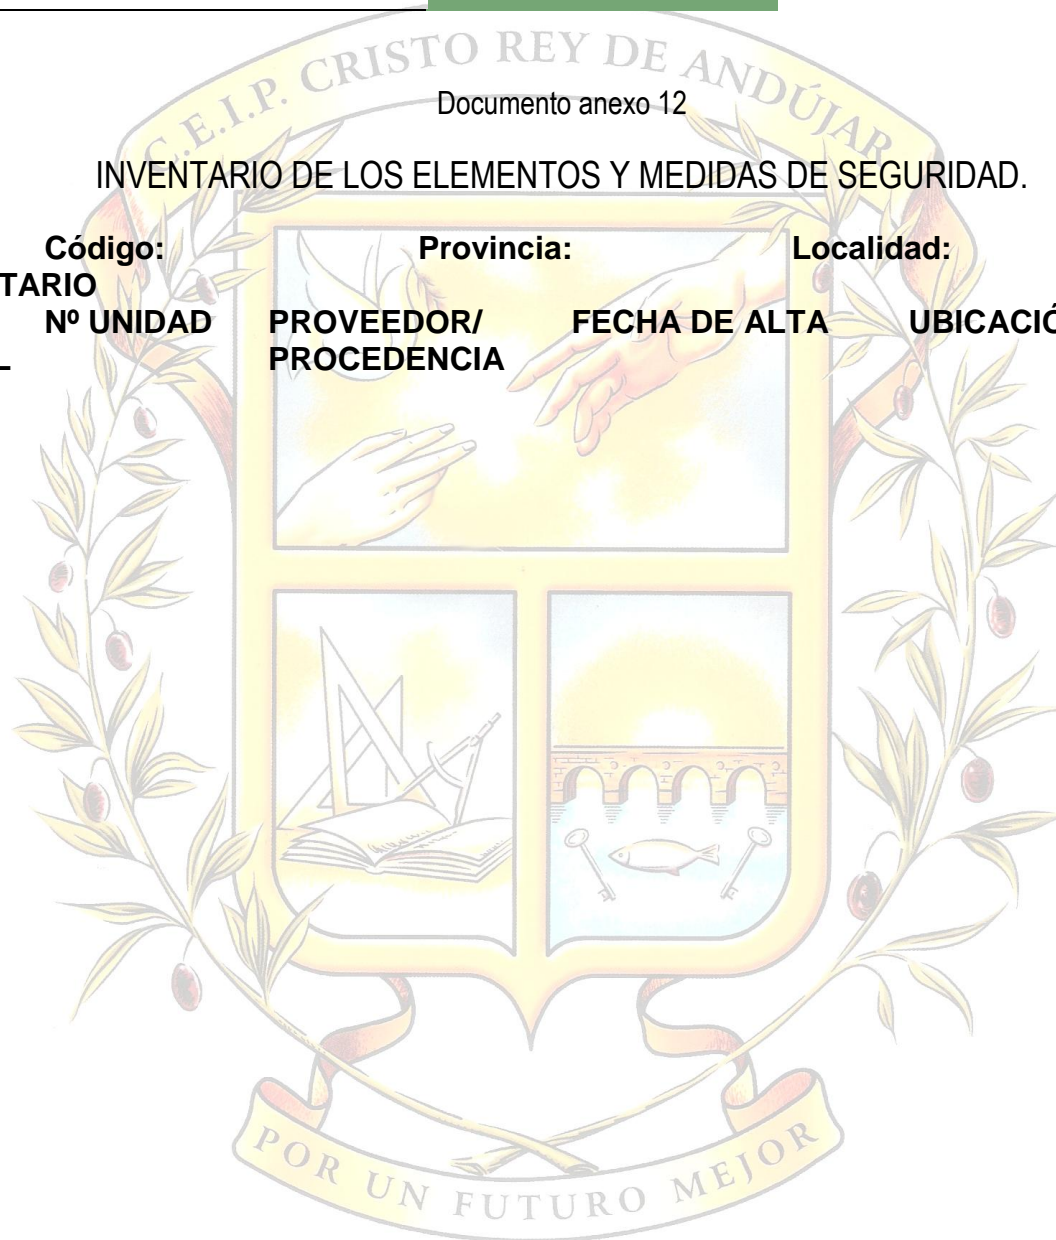 C.E.I.P. CRISTO REY DE ANDÚJAR
Documento anexo 12
INVENTARIO DE LOS ELEMENTOS Y MEDIDAS DE SEGURIDAD.
Código: Provincia: Localidad:
TARIO
Nº UNIDAD PROVEEDOR/ FECHA DE ALTA UBICACIÓ
L PROCEDENCIA
POR UN FUTURO MEJOR